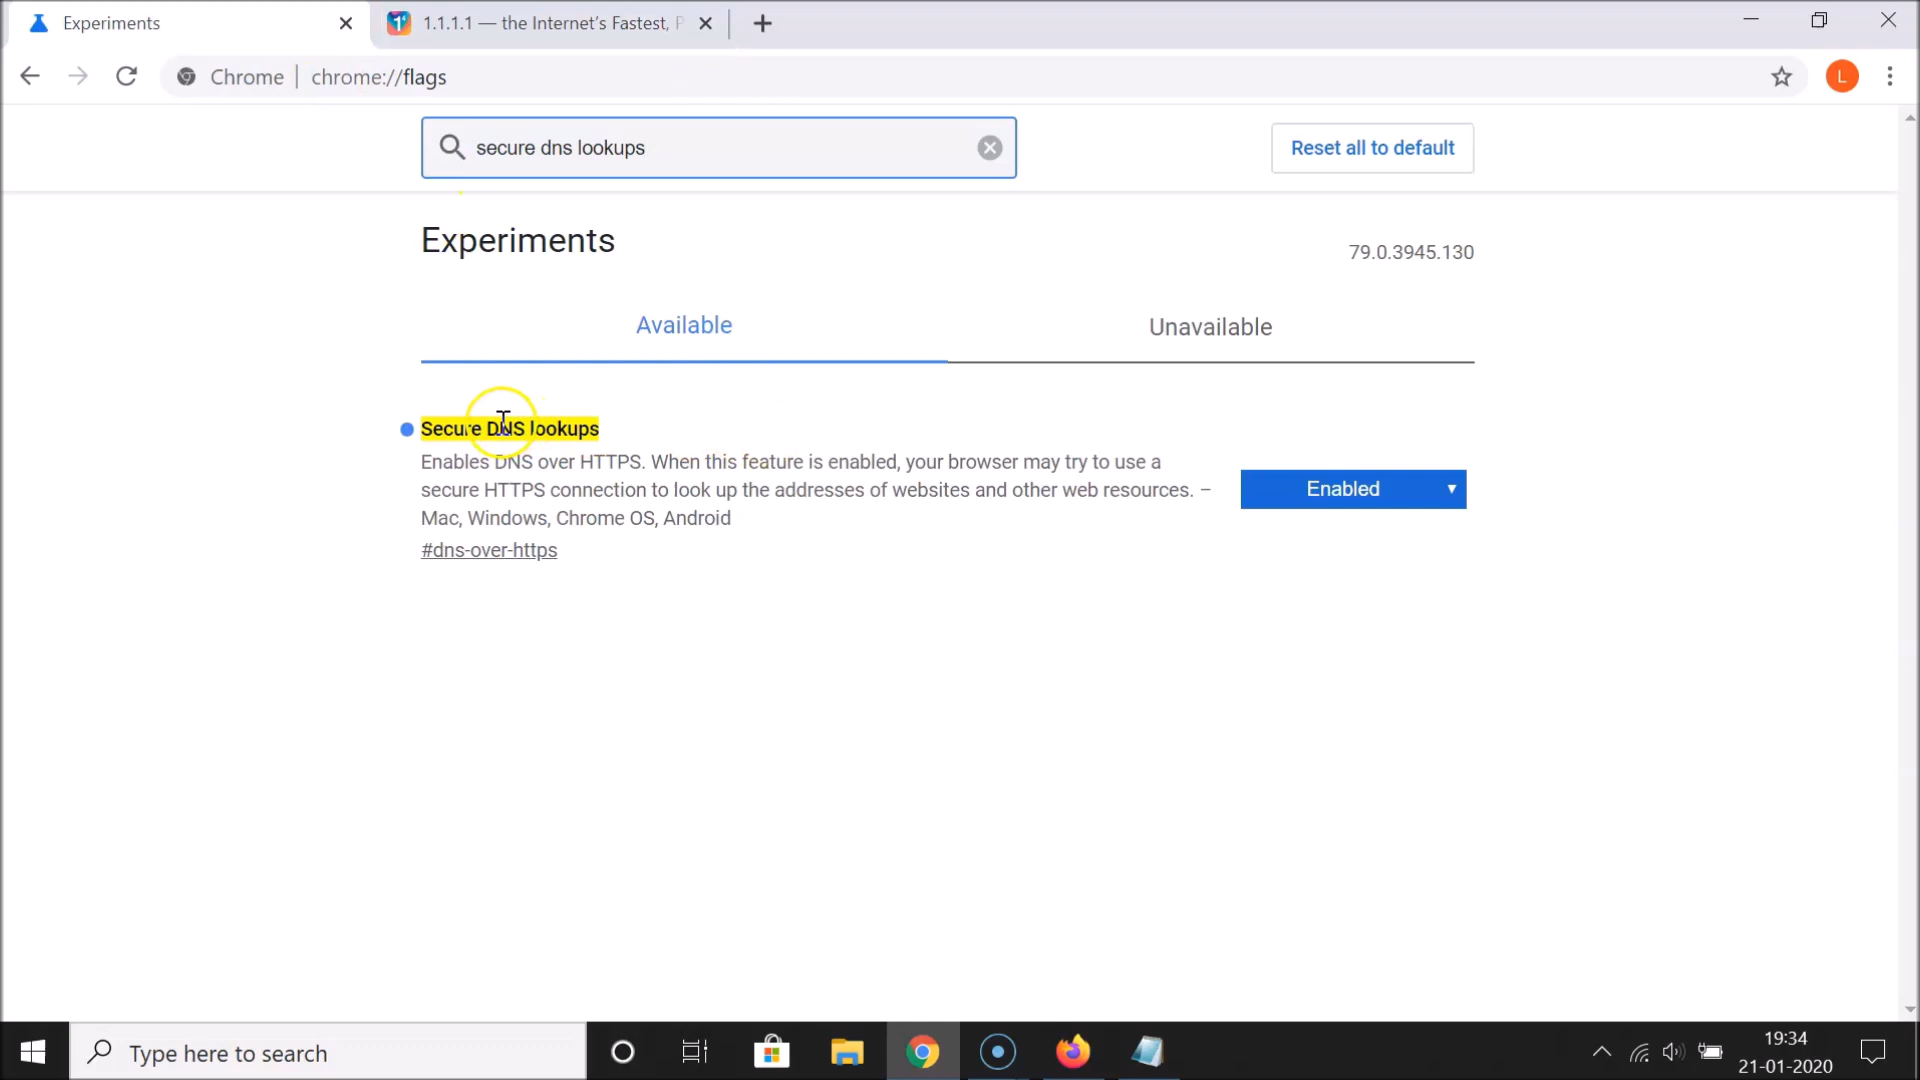 Experiments
1.1.1.1 — the Internet's Fastest, P
Chrome | chrome://flags
L
secure dns lookups
Reset all to default
Experiments
79.0.3945.130
Available
Unavailable
Secure DNS lookups
Enables DNS over HTTPS. When this feature is enabled, your browser may try to use a
secure HTTPS connection to look up the addresses of websites and other web resources. –
Mac, Windows, Chrome OS, Android
#dns-over-https
Enabled
Type here to search
19:34
21-01-2020